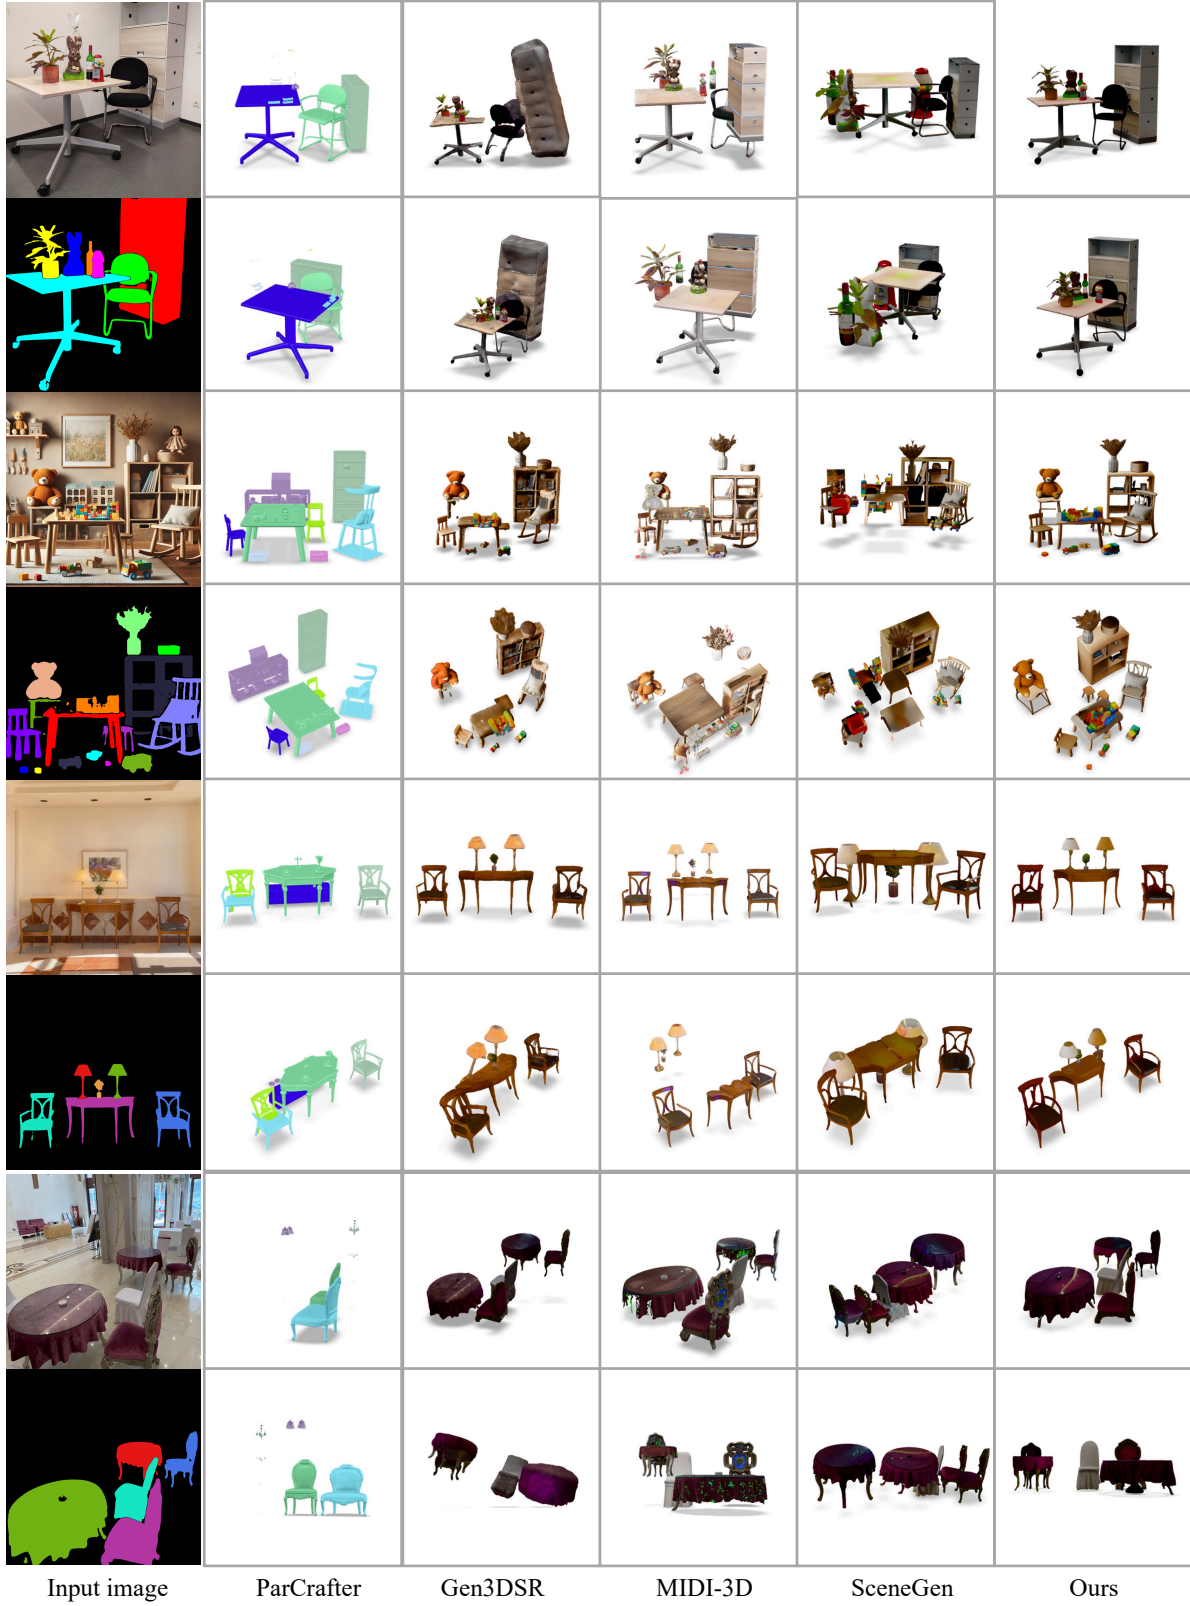 Input image
ParCrafter
Gen3DSR
MIDI-3D
SceneGen
Ours